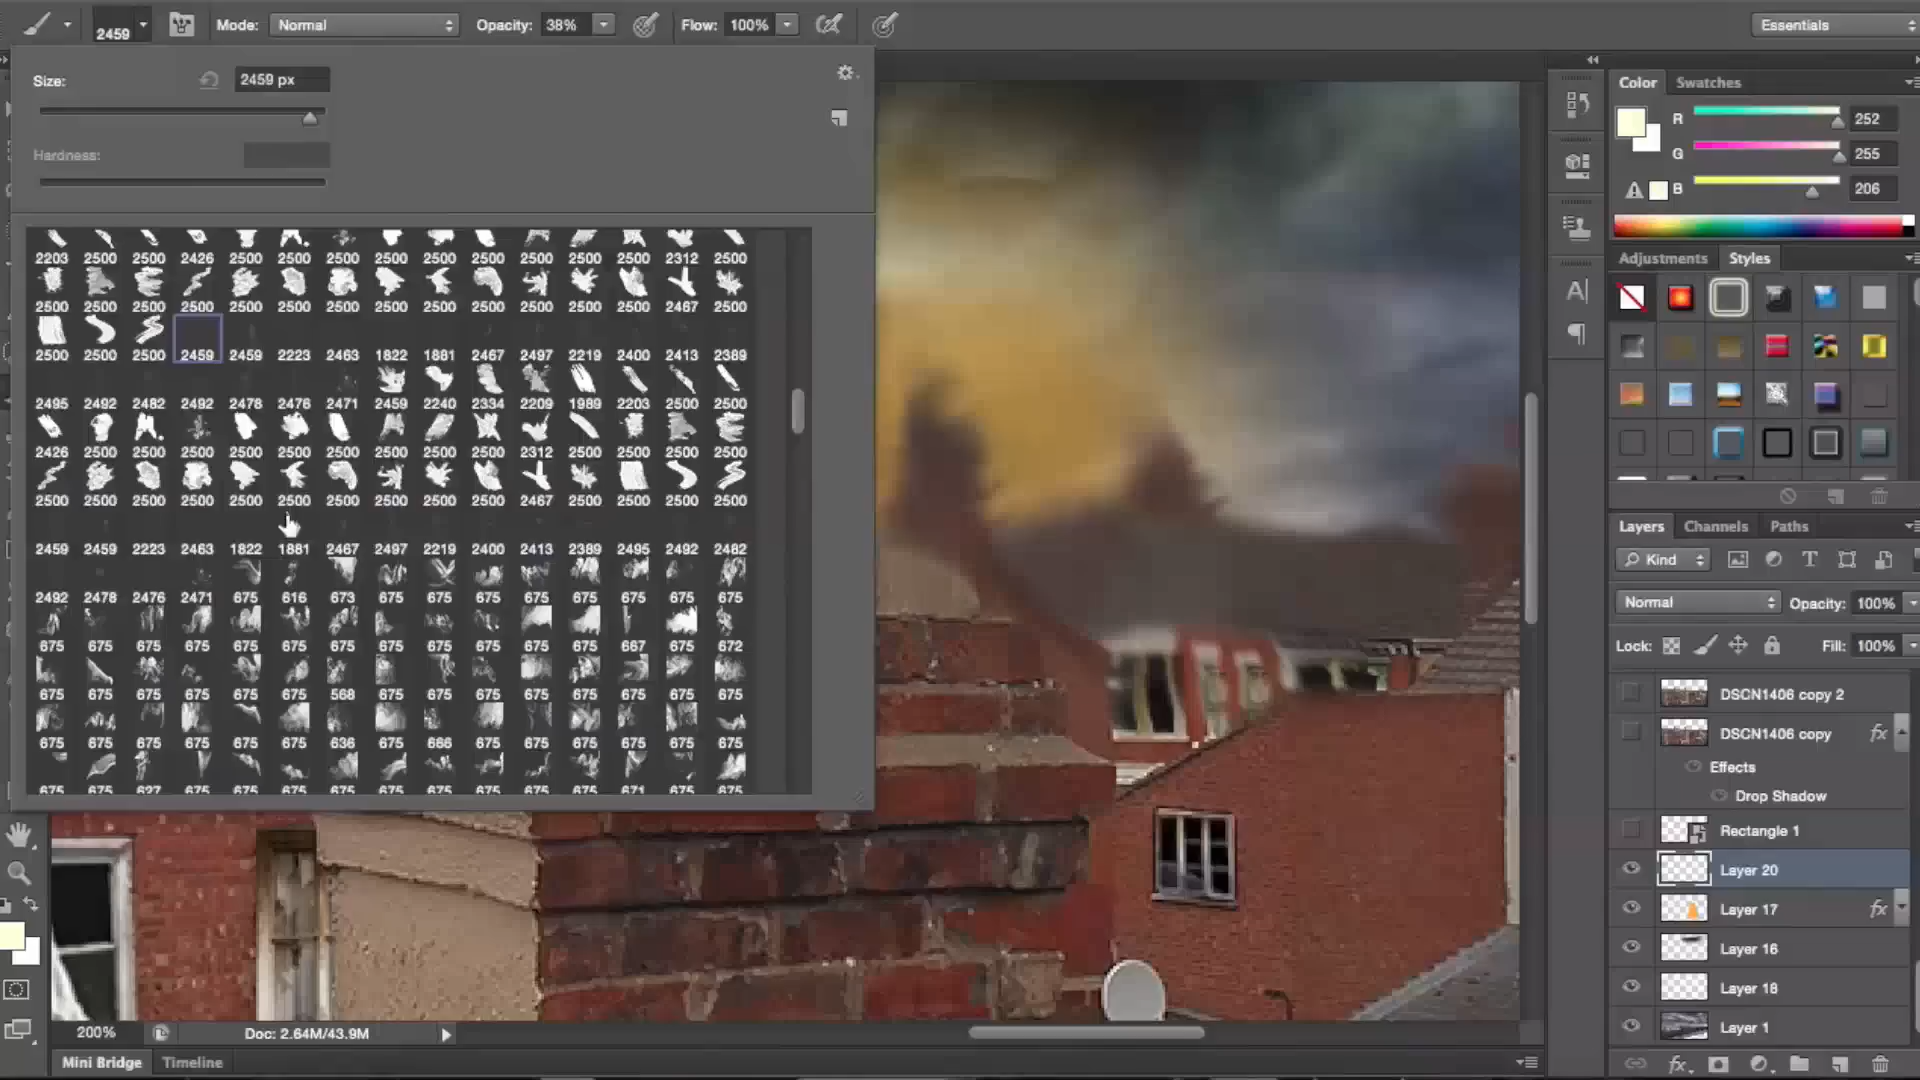 2459 Mode: Normal Opacity: 38% Flow: 100% Essentials
Size: 2459 px
Hardness:
2203 2500 2500 2426 2500 2500 2500 2500 2500 2500 2500 2500 2500 2312 2500
2500 2500 2500 2500 2500 2500 2500 2500 2500 2500 2500 2500 2500 2467 2500
2500 2500 2500 2459 2459 2223 2463 1822 1881 2467 2497 2219 2400 2413 2389
2495 2492 2482 2492 2478 2476 2471 2459 2240 2334 2209 1989 2203 2500 2500
2426 2500 2500 2500 2500 2500 2500 2500 2500 2500 2312 2500 2500 2500 2500
2500 2500 2500 2500 2500 2500 2500 2500 2500 2500 2467 2500 2500 2500 2500
2459 2459 2223 2463 1822 1881 2467 2497 2219 2400 2413 2389 2495 2492 2482
2492 2478 2476 2471 675 616 673 675 675 675 675 675 675 675 675
675 675 675 675 675 675 675 675 675 675 675 675 667 675 672
675 675 675 675 675 675 568 675 675 675 675 675 675 675 675
675 675 675 675 675 675 636 675 666 675 675 675 675 675 675
675 675 627 675 675 675 675 675 675 675 675 675 671 675 675
Color Swatches
R 252
G 255
B 206
Adjustments Styles
Layers Channels Paths
Kind
Normal Opacity: 100%
Lock: Fill: 100%
DSCN1406 copy 2
DSCN1406 copy fx
Effects
Drop Shadow
Rectangle 1
Layer 20
Layer 17 fx
Layer 16
Layer 18
Layer 1
fx
200% Doc: 2.64M/43.9M
Mini Bridge Timeline